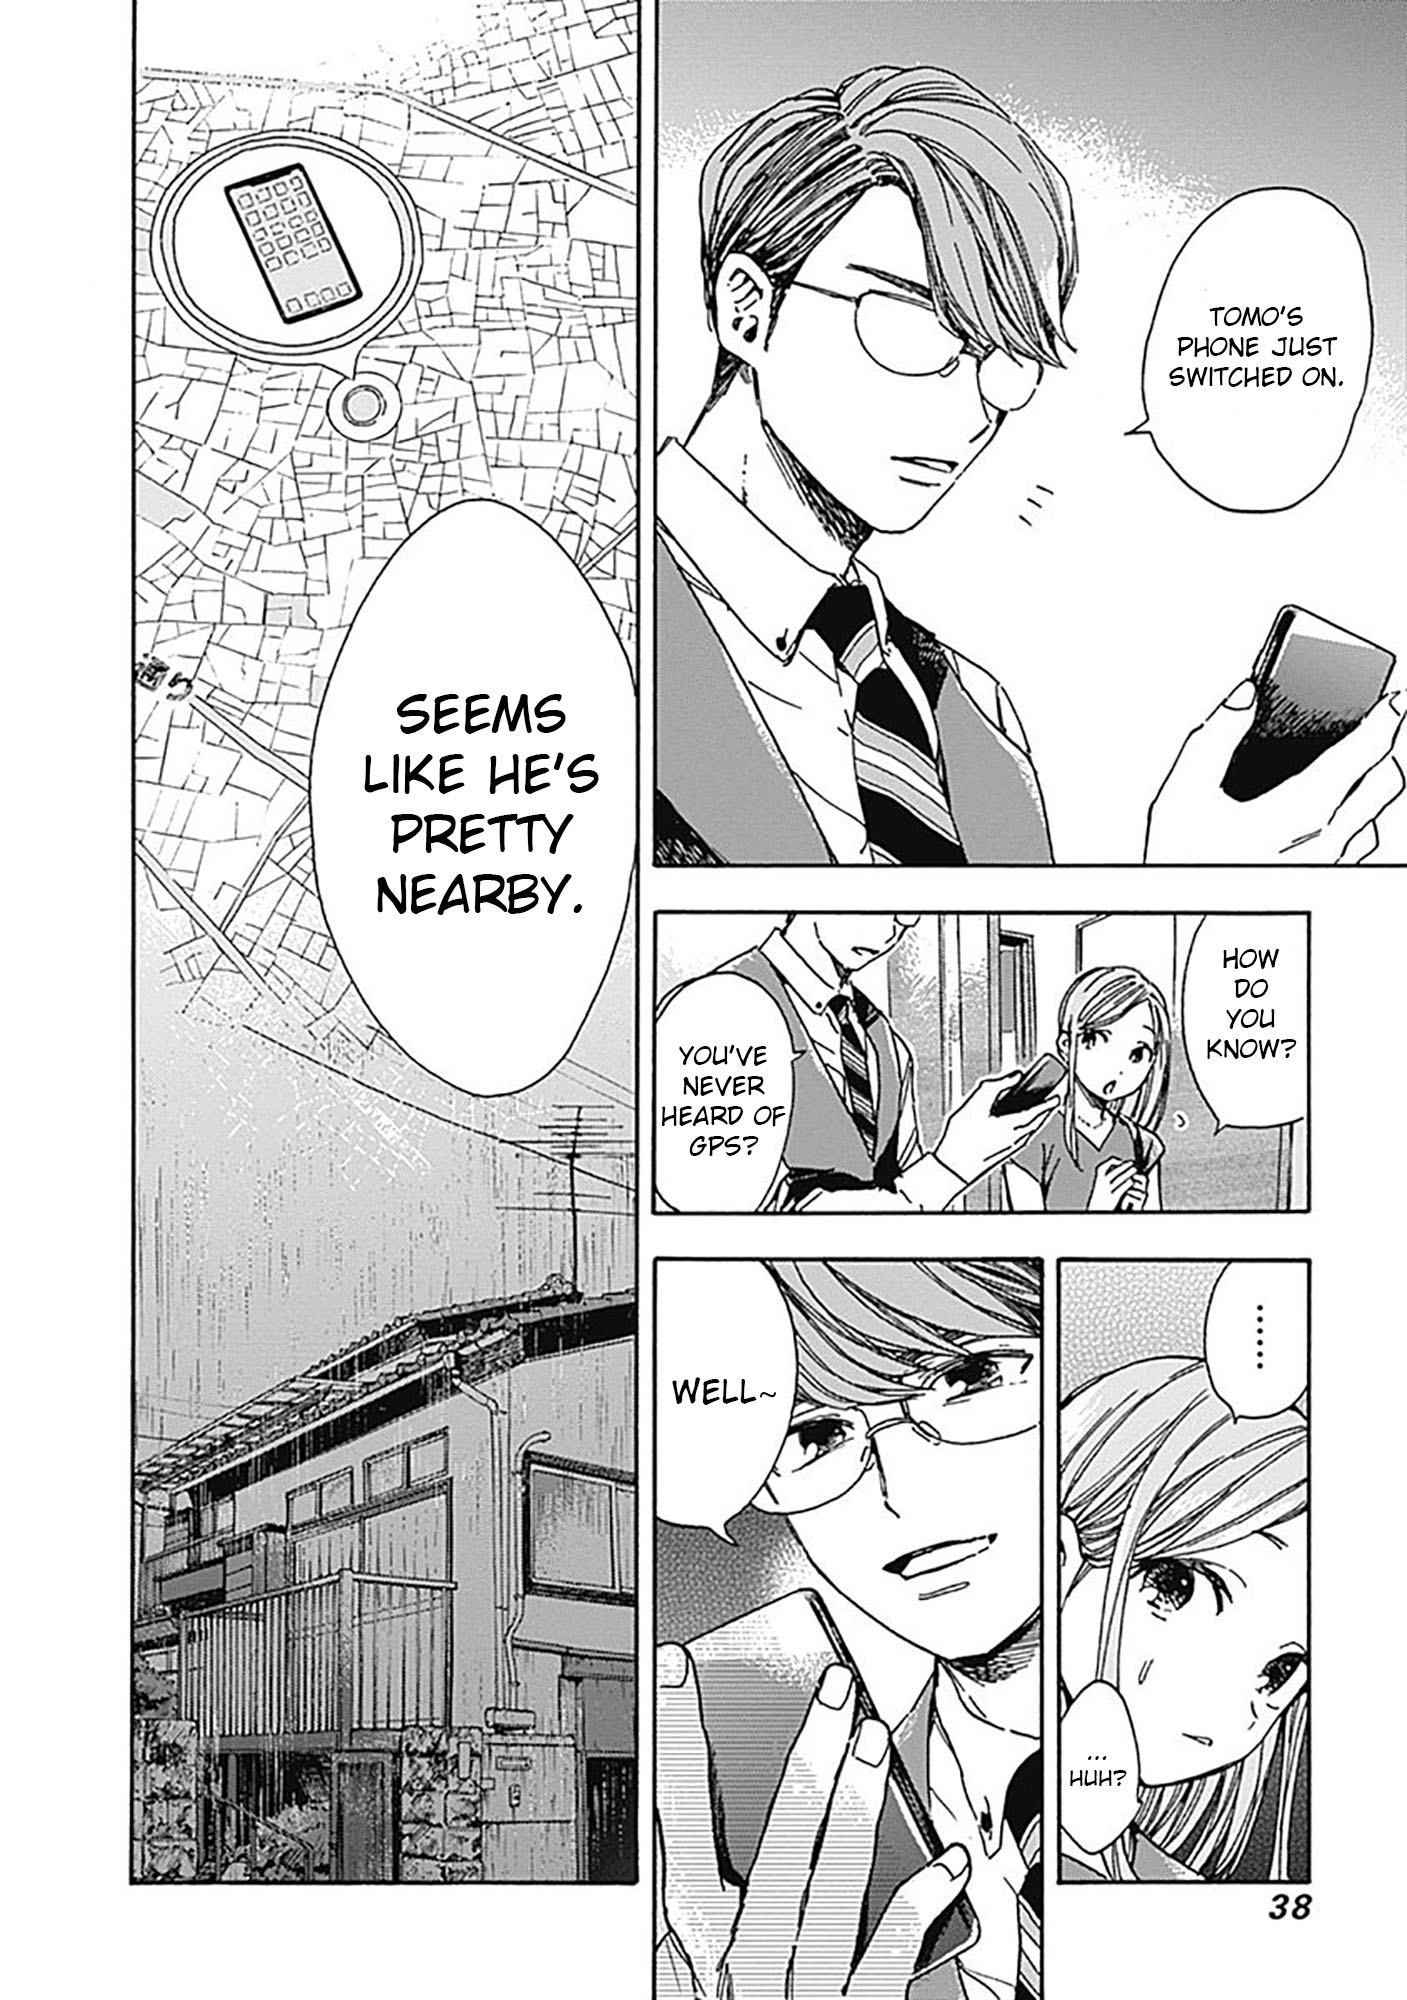 TOMO'S
PHONE JUST
SWITCHED ON.
HOW
DO
YOU
KNOW?
YOU'VE
NEVER
HEARD OF
GPS?
......
...
HUH?
WELL~
SEEMS
LIKE HE'S
PRETTY
NEARBY.
38